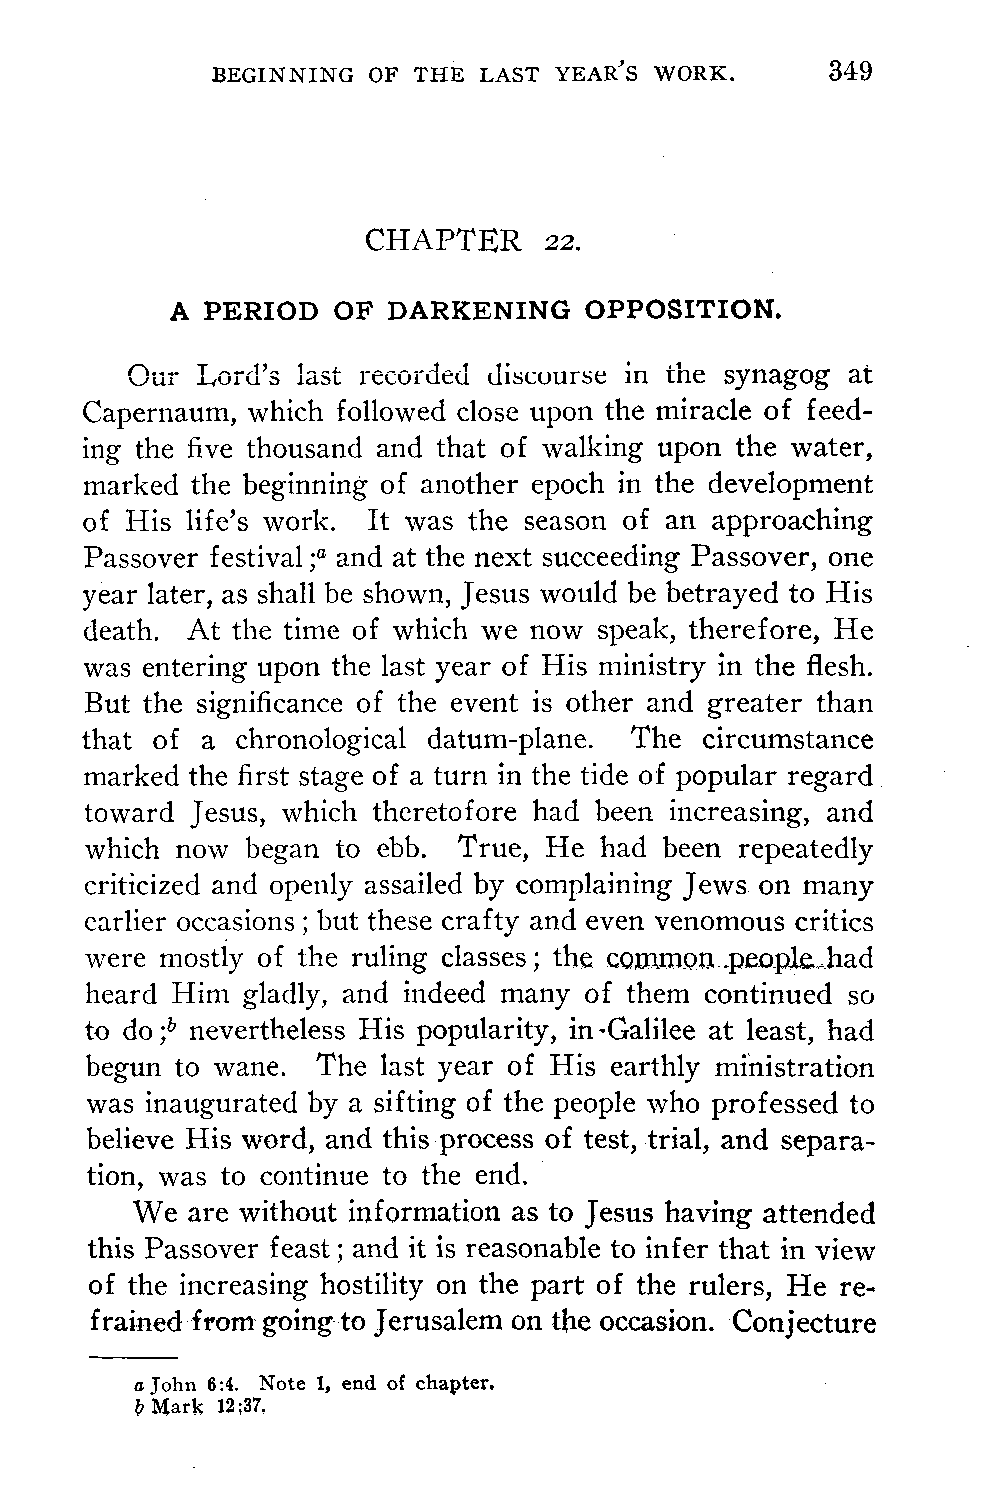 BEGINNING OF THE LAST YEAR'S WORK. 349
CHAPTER 22.
A PERIOD OF DARKENING OPPOSITION.
Our Lord's last recorded discourse in the synagog at
Capernaum, which followed close upon the miracle of feed-
ing the five thousand and that of walking upon the water,
marked the beginning of another epoch in the development
of His life's work. It was the season of an approaching
Passover festival;a and at the next succeeding Passover, one
year later, as shall be shown, Jesus would be betrayed to His
death. At the time of which we now speak, therefore, He
was entering upon the last year of His ministry in the flesh.
But the significance of the event is other and greater than
that of a chronological datum-plane. The circumstance
marked the first stage of a turn in the tide of popular regard
toward Jesus, which theretofore had been increasing, and
which now began to ebb. True, He had been repeatedly
criticized and openly assailed by complaining Jews on many
earlier occasions; but these crafty and even venomous critics
were mostly of the ruling classes; the common people had
heard Him gladly, and indeed many of them continued so
to do;b nevertheless His popularity, in Galilee at least, had
begun to wane. The last year of His earthly ministration
was inaugurated by a sifting of the people who professed to
believe His word, and this process of test, trial, and separa-
tion, was to continue to the end.
We are without information as to Jesus having attended
this Passover feast; and it is reasonable to infer that in view
of the increasing hostility on the part of the rulers, He re-
frained from going to Jerusalem on the occasion. Conjecture
a John 6:4. Note 1, end of chapter.
b Mark 12:37.